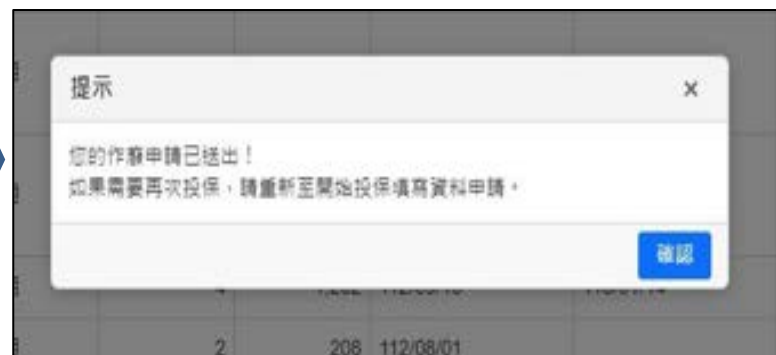 提示
×
您的作廢申請已送出！
如果需要再次投保、請重新至開始投保填寫資料申請。
確認
2 208 112/08/01